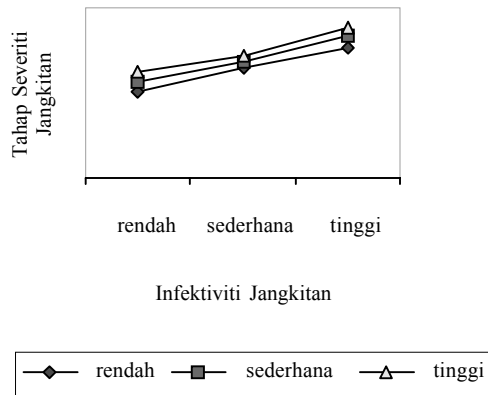 Tahap Severiti
Jangkitan
rendah sederhana tinggi
Infektiviti Jangkitan
rendah sederhana tinggi